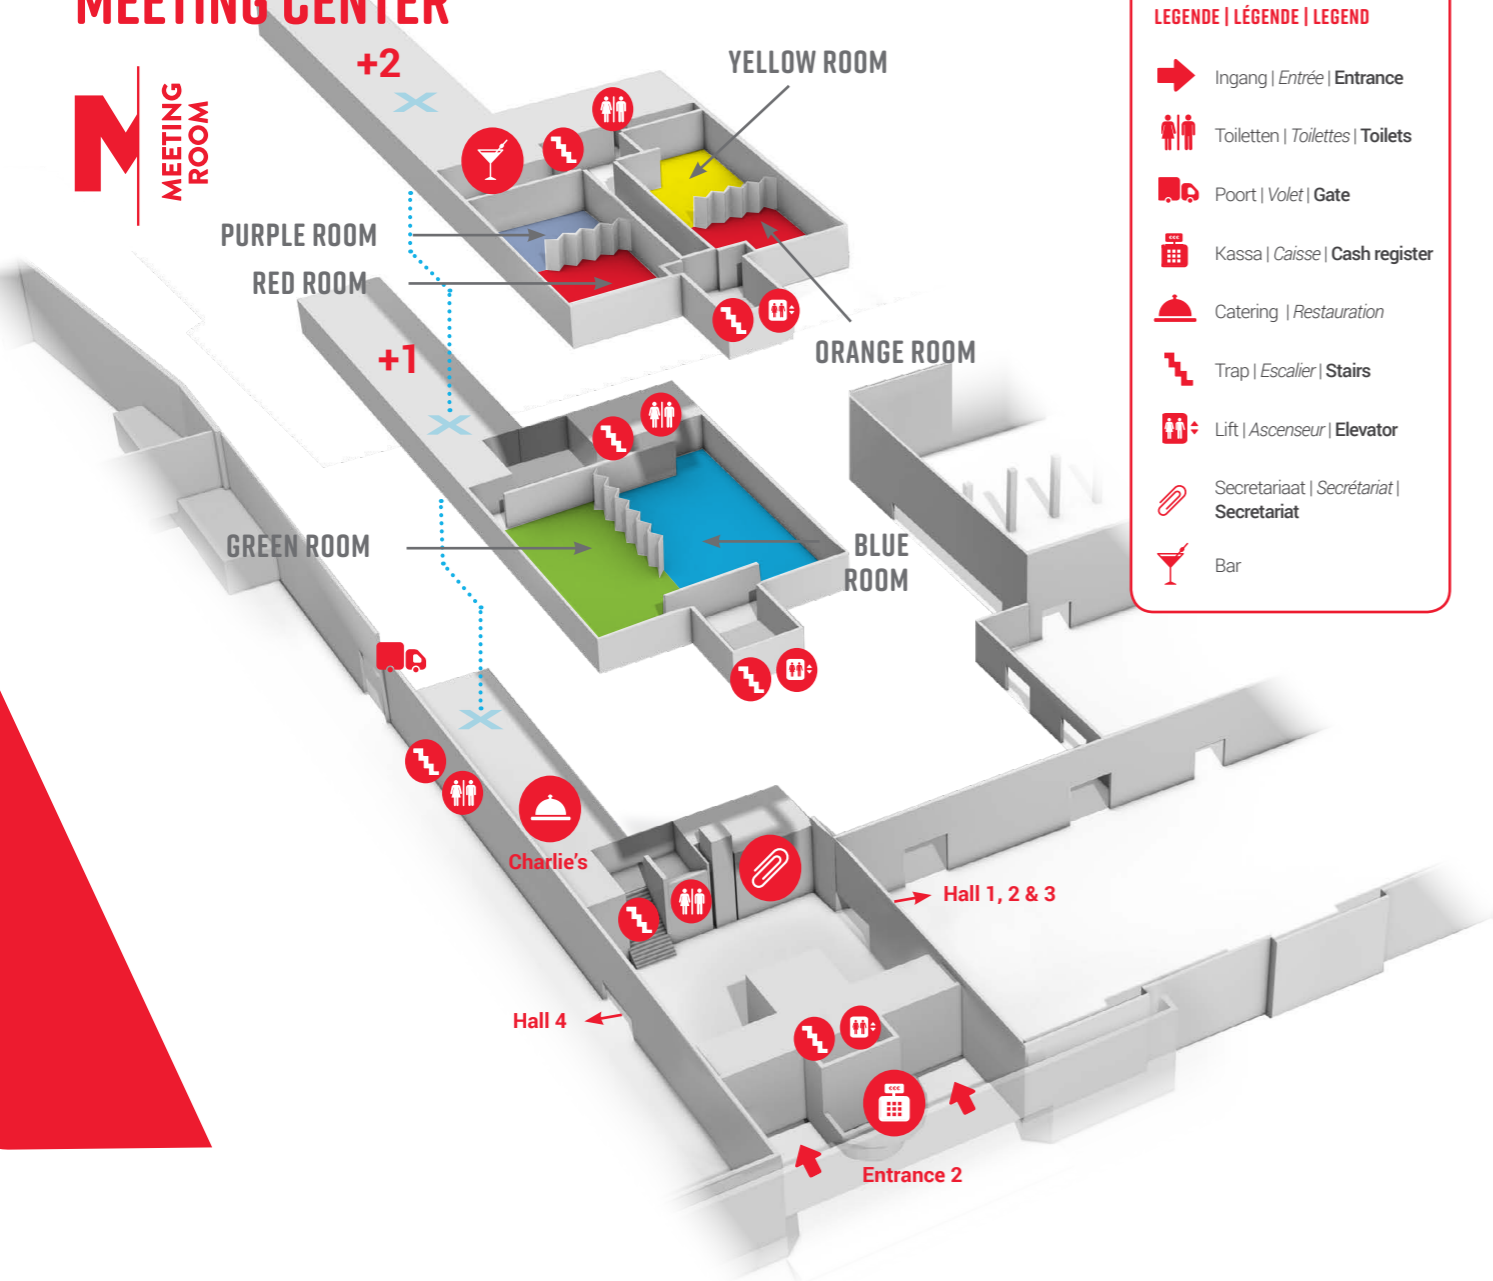 MEETING CENTER
MEETING
ROOM
+2
YELLOW ROOM
PURPLE ROOM
RED ROOM
ORANGE ROOM
+1
GREEN ROOM
BLUE
ROOM
Charlie's
Hall 1, 2 & 3
Hall 4
Entrance 2
LEGENDE | LÉGENDE | LEGEND
Ingang | Entrée | Entrance
Toiletten | Toilettes | Toilets
Poort | Volet | Gate
Kassa | Caisse | Cash register
Catering | Restauration
Trap | Escalier | Stairs
Lift | Ascenseur | Elevator
Secretariaat | Secrétariat |
Secretariat
Bar